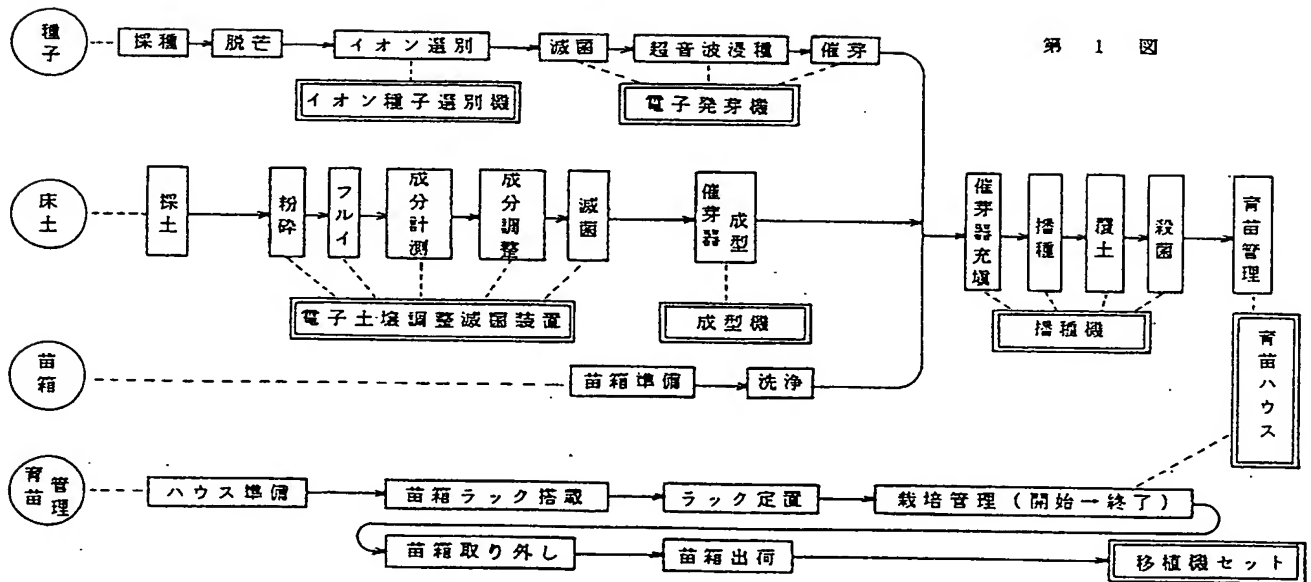 第1図
種子
採種
脱芒
イオン選別
滅菌
超音波浸種
催芽
イオン種子選別機
電子発芽機
床土
採土
粉砕
フルイ
成分計測
成分調整
滅菌
催芽器成型
電子土壌調整滅菌装置
成型機
催芽器充填
播種
覆土
殺菌
育苗管理
播種機
育苗ハウス
苗箱
苗箱準備
洗浄
育苗管理
ハウス準備
苗箱ラック搭載
ラック定置
栽培管理(開始→終了)
苗箱取り外し
苗箱出荷
移植機セット